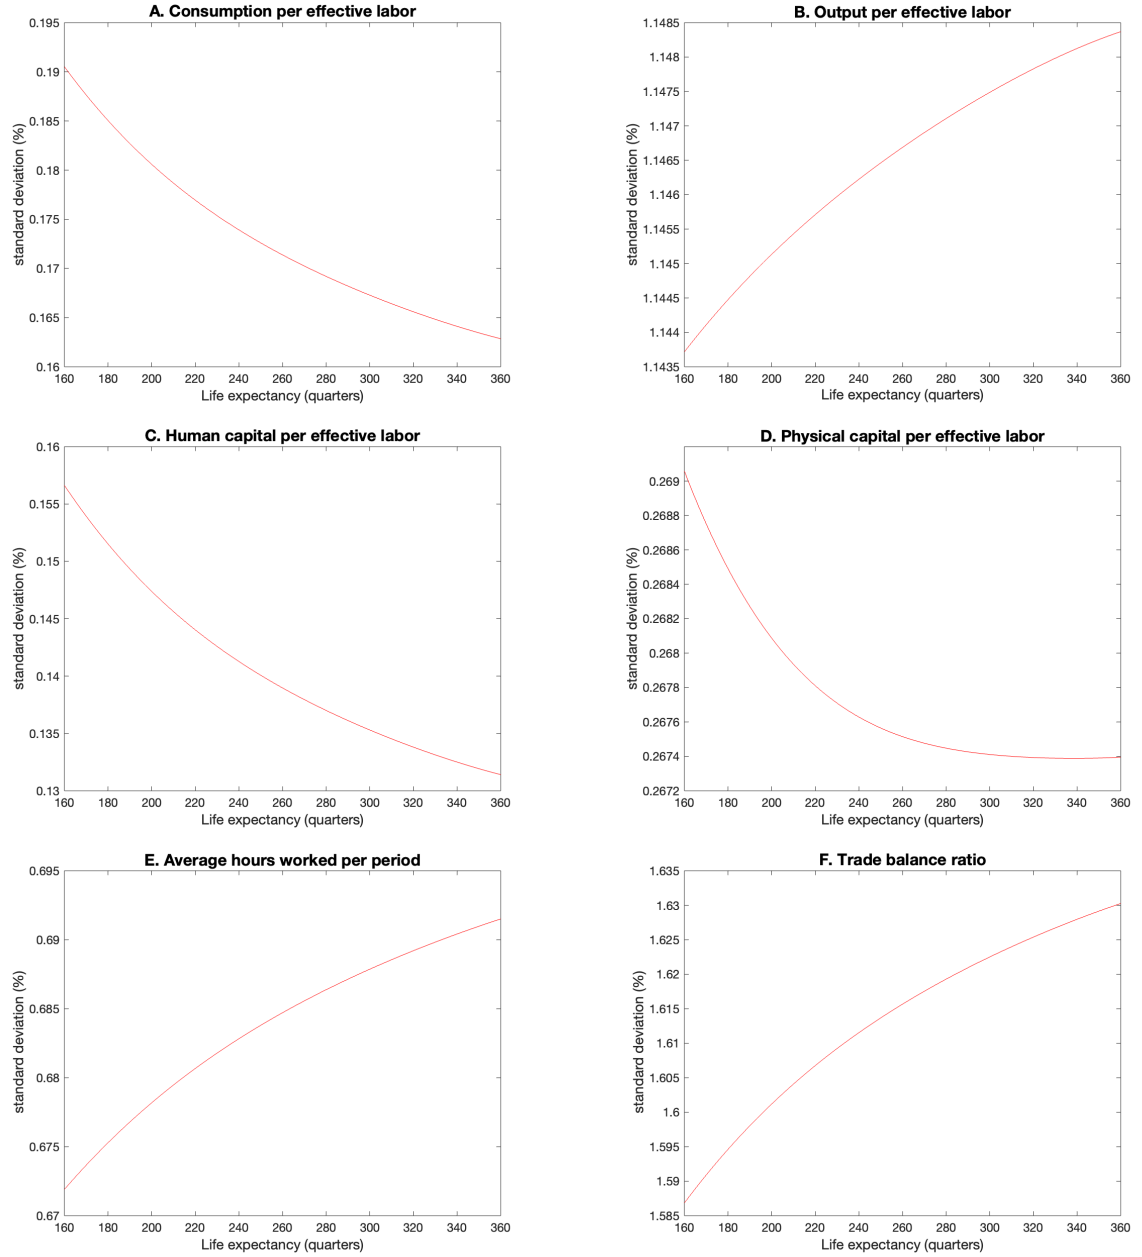 A. Consumption per effective labor
0.195
0.19
0.185
0.18
0.175
0.17
0.165
0.16
standard deviation (%)
160 180 200 220 240 260 280 300 320 340 360
Life expectancy (quarters)
B. Output per effective labor
1.1485
1.148
1.1475
1.147
1.1465
1.146
1.1455
1.145
1.1445
1.144
1.1435
standard deviation (%)
160 180 200 220 240 260 280 300 320 340 360
Life expectancy (quarters)
C. Human capital per effective labor
0.16
0.155
0.15
0.145
0.14
0.135
0.13
standard deviation (%)
160 180 200 220 240 260 280 300 320 340 360
Life expectancy (quarters)
D. Physical capital per effective labor
0.269
0.2688
0.2686
0.2684
0.2682
0.268
0.2678
0.2676
0.2674
0.2672
standard deviation (%)
160 180 200 220 240 260 280 300 320 340 360
Life expectancy (quarters)
E. Average hours worked per period
0.695
0.69
0.685
0.68
0.675
0.67
standard deviation (%)
160 180 200 220 240 260 280 300 320 340 360
Life expectancy (quarters)
F. Trade balance ratio
1.635
1.63
1.625
1.62
1.615
1.61
1.605
1.6
1.595
1.59
1.585
standard deviation (%)
160 180 200 220 240 260 280 300 320 340 360
Life expectancy (quarters)